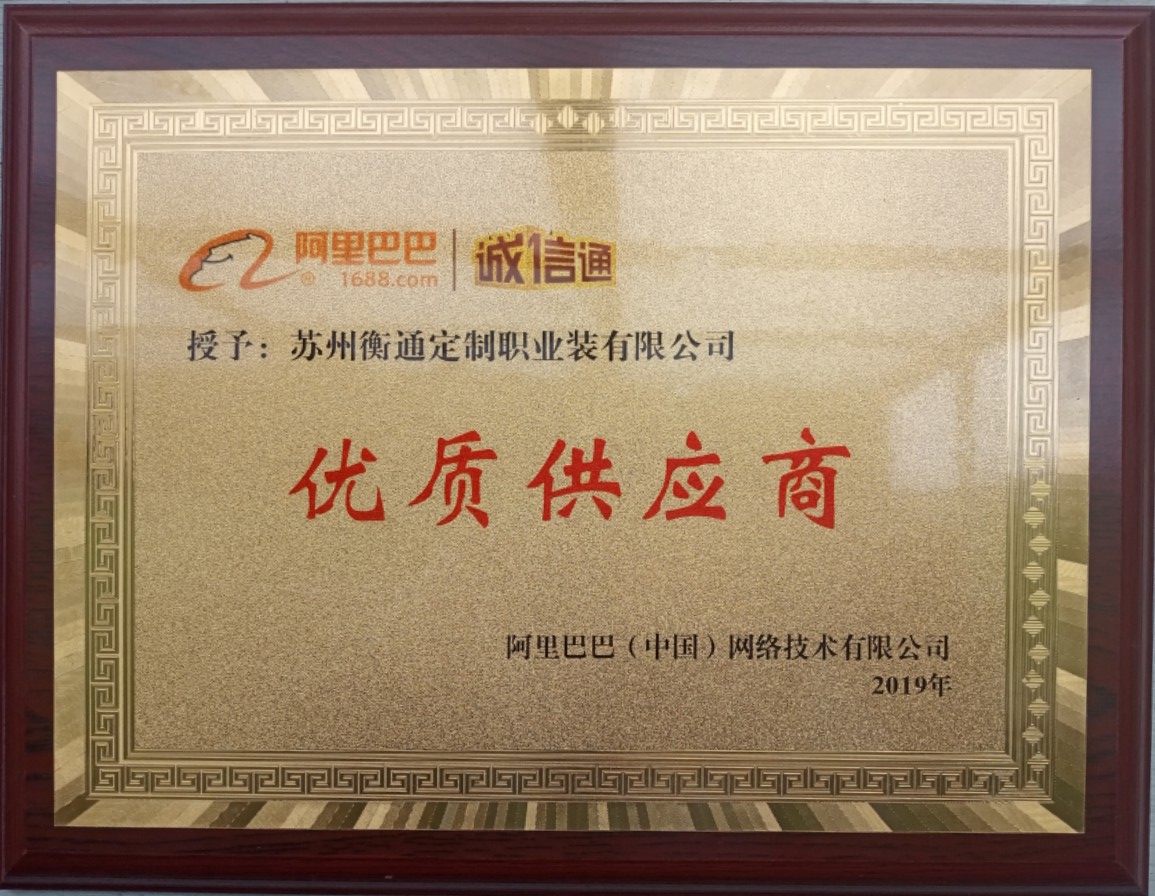 阿里巴巴 诚信通
® 1688.com
授予：苏州衡通定制职业装有限公司
优质供应商
阿里巴巴（中国）网络技术有限公司
2019年